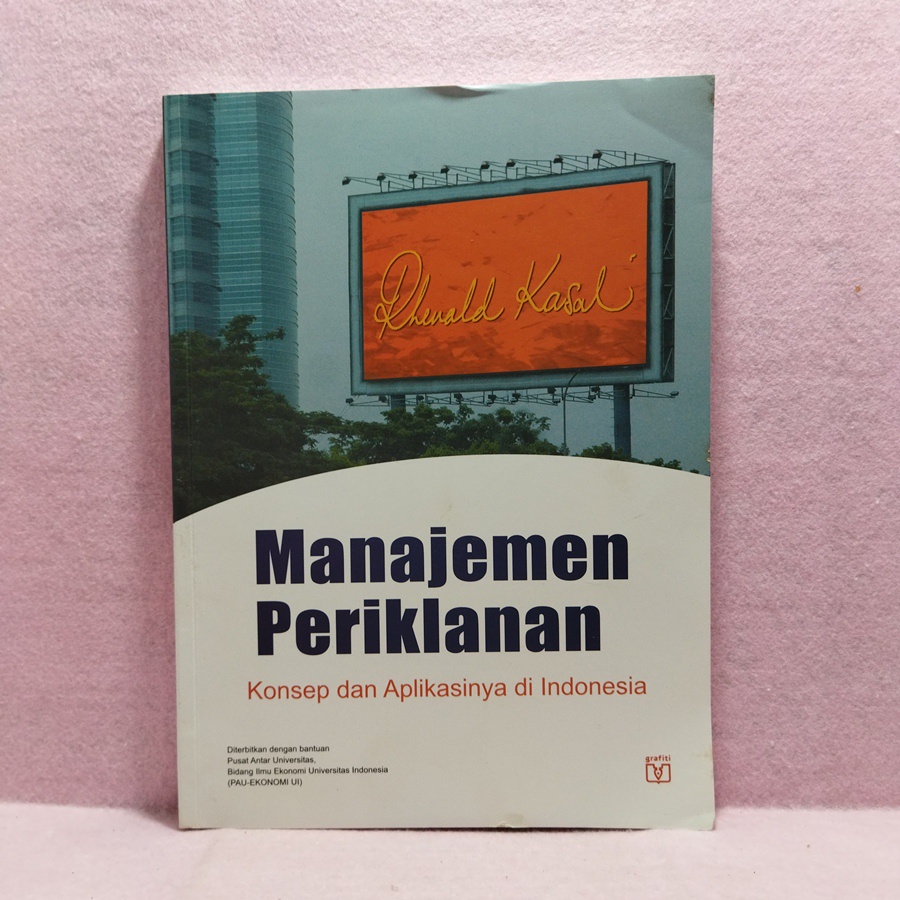 Rhenald Kasali
Manajemen
Periklanan
Konsep dan Aplikasinya di Indonesia
Diterbitkan dengan bantuan
Pusat Antar Universitas,
Bidang Ilmu Ekonomi Universitas Indonesia
(PAU-EKONOMI UI)
grafiti